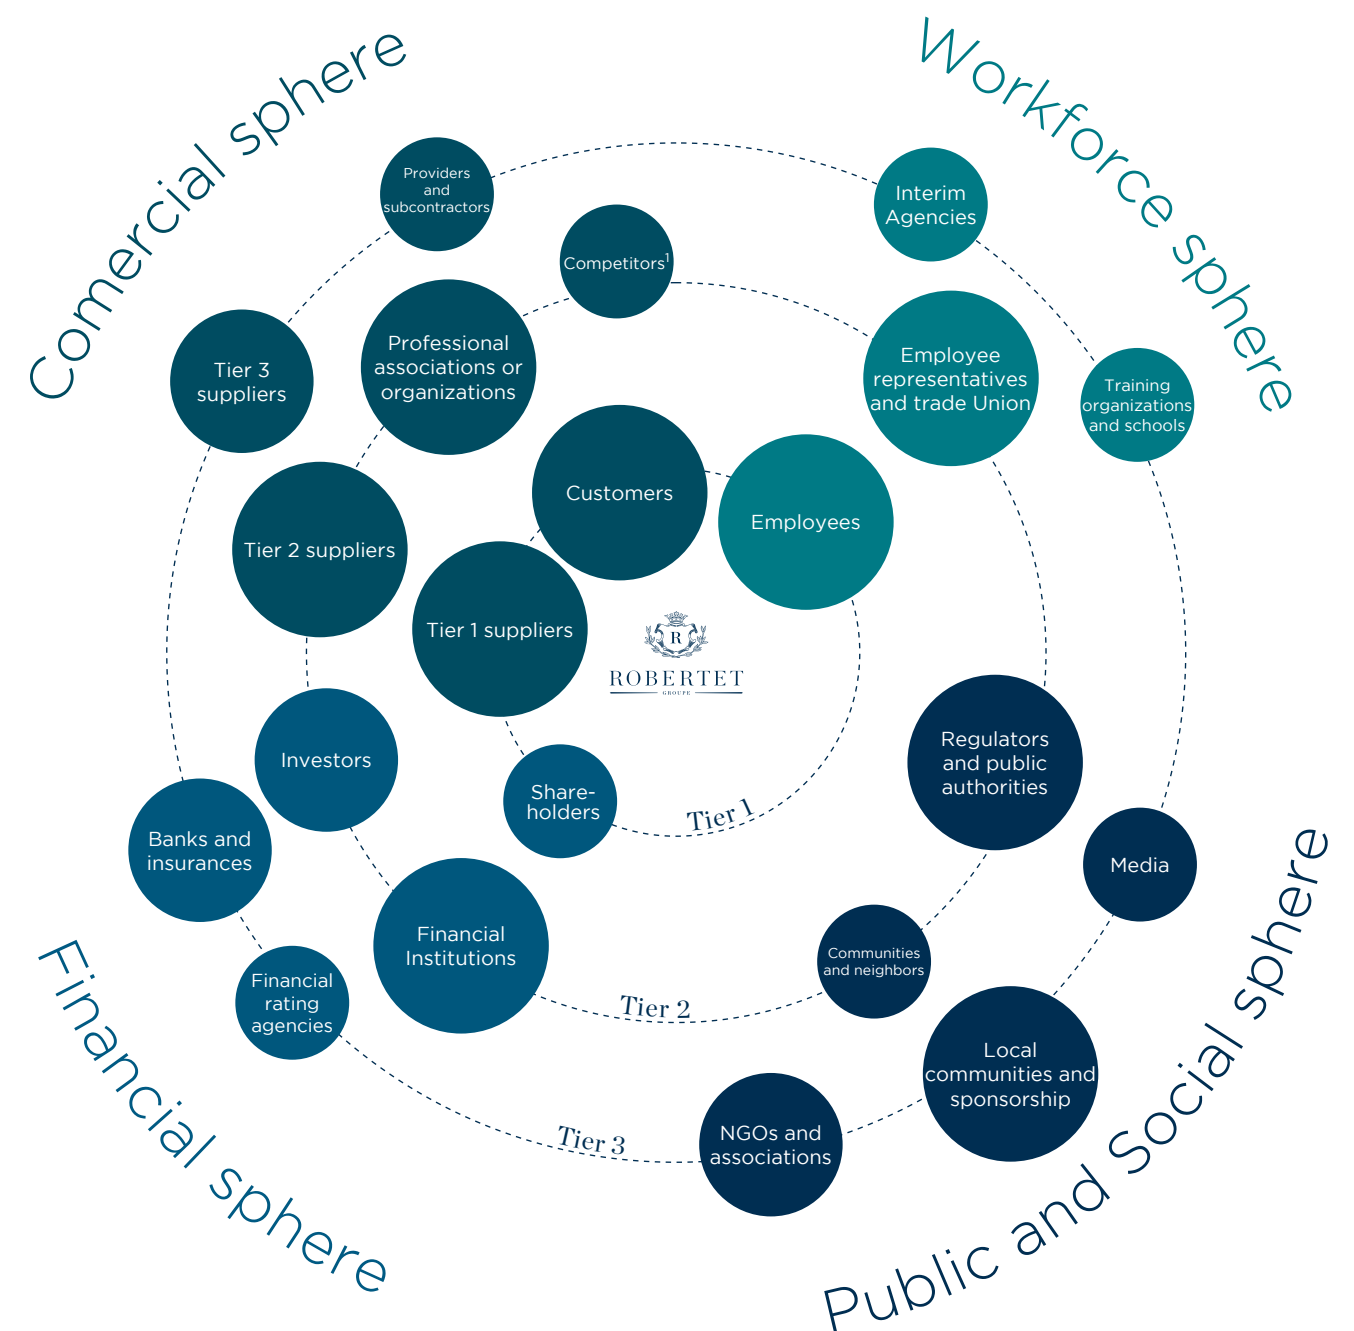 Comercial sphere
Workforce sphere
Providers
and
subcontractors
Interim
Agencies
Competitors¹
Professional
associations or
organizations
Employee
representatives
and trade Union
Tier 3
suppliers
Training
organizations
and schools
Customers
Employees
Tier 2 suppliers
Tier 1 suppliers
R
ROBERTET
GROUPE
Investors
Share-
holders
Tier 1
Regulators
and public
authorities
Banks and
insurances
Media
Financial
Institutions
Communities
and neighbors
Financial
rating
agencies
Tier 2
Local
communities and
sponsorship
Tier 3
NGOs and
associations
Financial sphere
Public and Social sphere